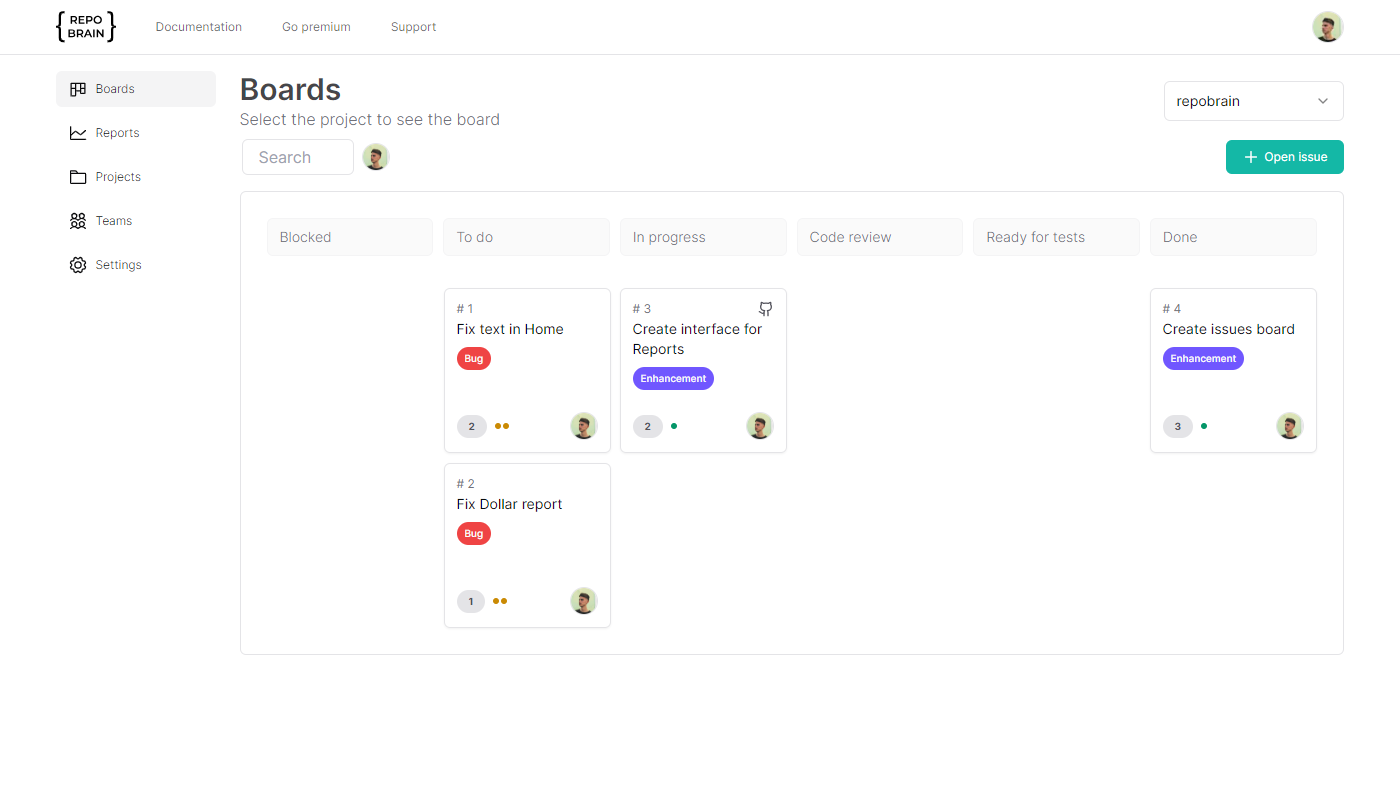 REPO
BRAIN
Documentation
Go premium
Support
Boards
Reports
Projects
Teams
Settings
Boards
Select the project to see the board
repobrain
Search
Open issue
Blocked
To do
In progress
Code review
Ready for tests
Done
# 1
Fix text in Home
Bug
2
# 2
Fix Dollar report
Bug
1
# 3
Create interface for
Reports
Enhancement
2
# 4
Create issues board
Enhancement
3